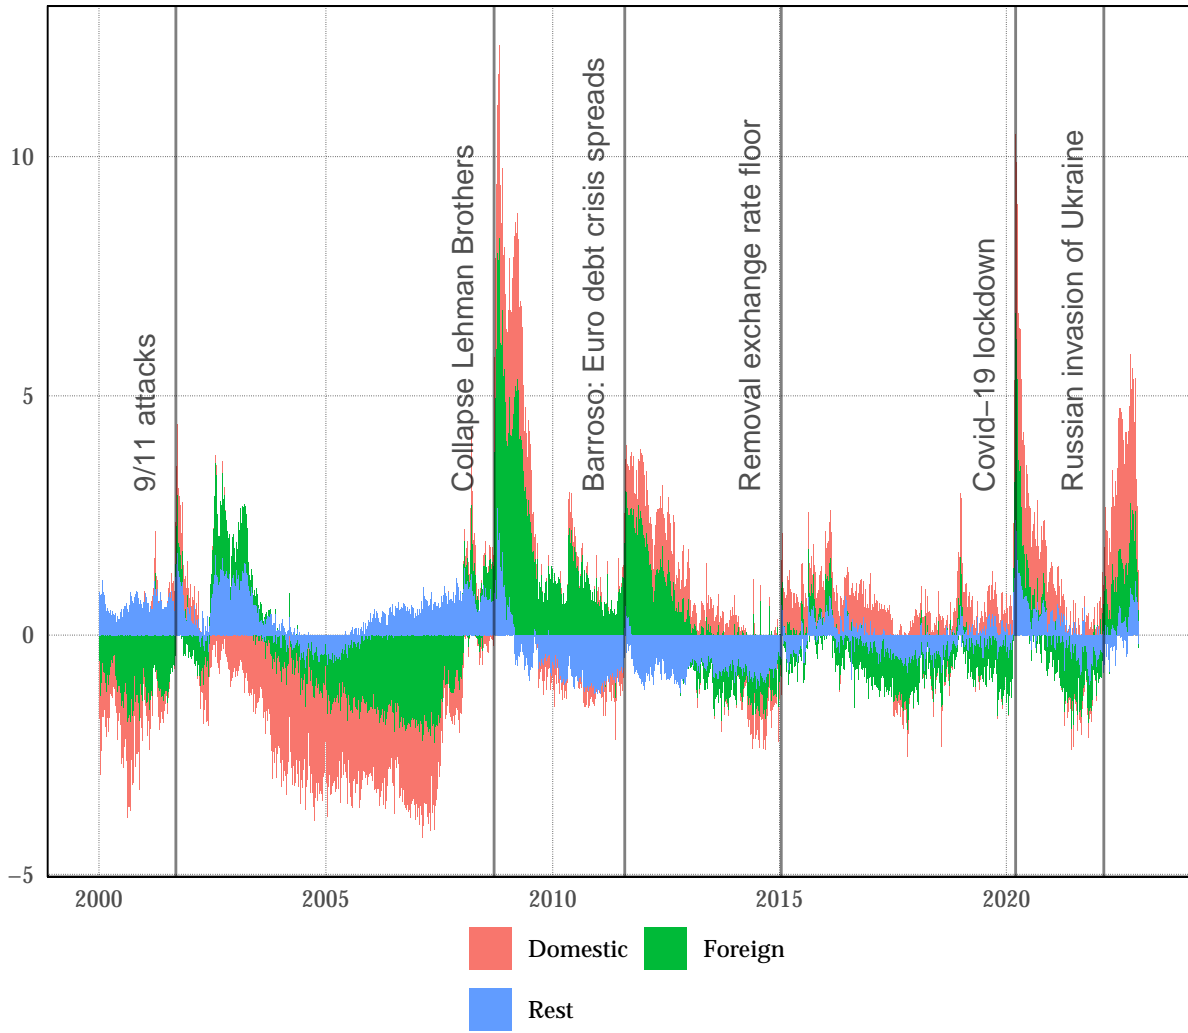 10
5
0
−5
9/11 attacks
Collapse Lehman Brothers
Barroso: Euro debt crisis spreads
Removal exchange rate floor
Covid−19 lockdown
Russian invasion of Ukraine
2000 2005 2010 2015 2020
Domestic Foreign
Rest